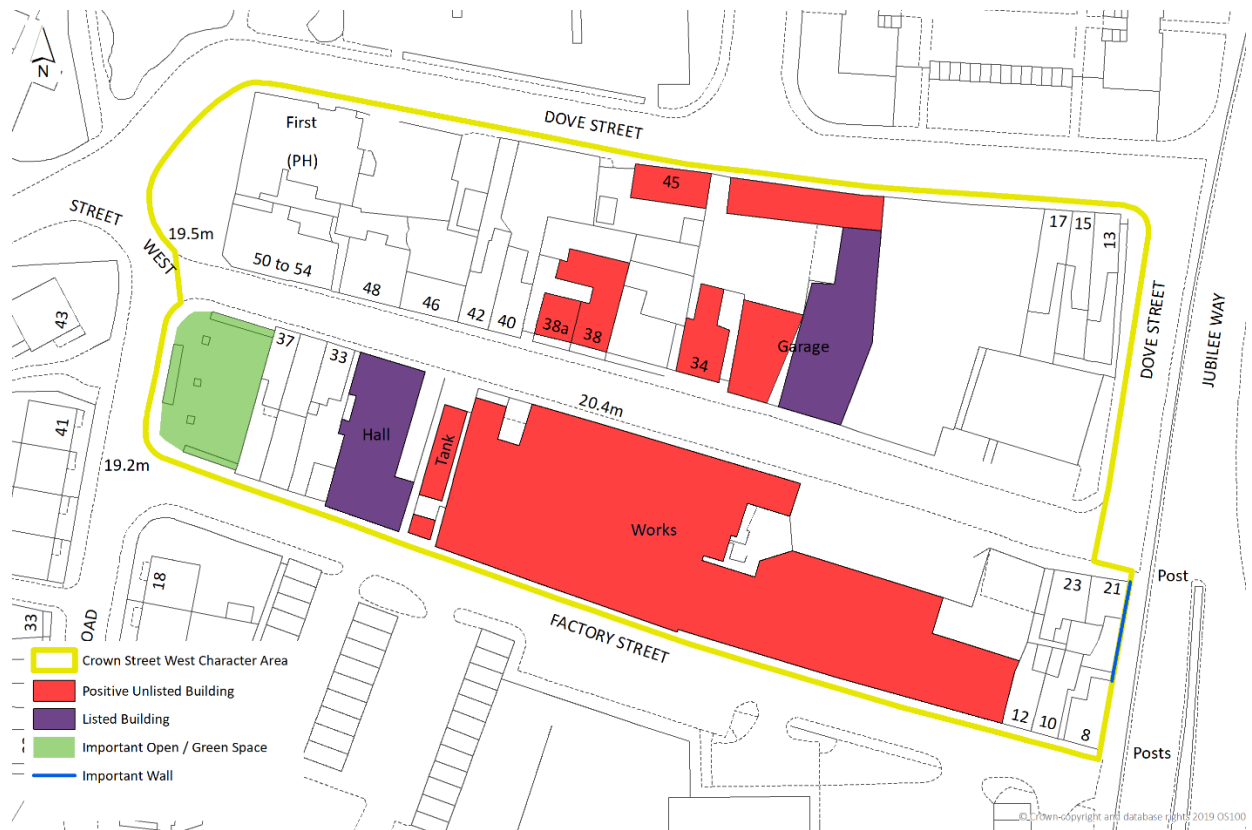 N
First
(PH)
DOVE STREET
45
STREET
WEST
19.5m
17
15
13
50 to 54
48
46
42
40
38a
38
34
Garage
DOVE STREET
JUBILEE WAY
43
37
33
41
Hall
Tank
20.4m
19.2m
Works
Post
18
23
21
33
OAD
FACTORY STREET
12
10
8
Posts
Crown Street West Character Area
Positive Unlisted Building
Listed Building
Important Open / Green Space
Important Wall
© Crown copyright and database rights 2019 OS100